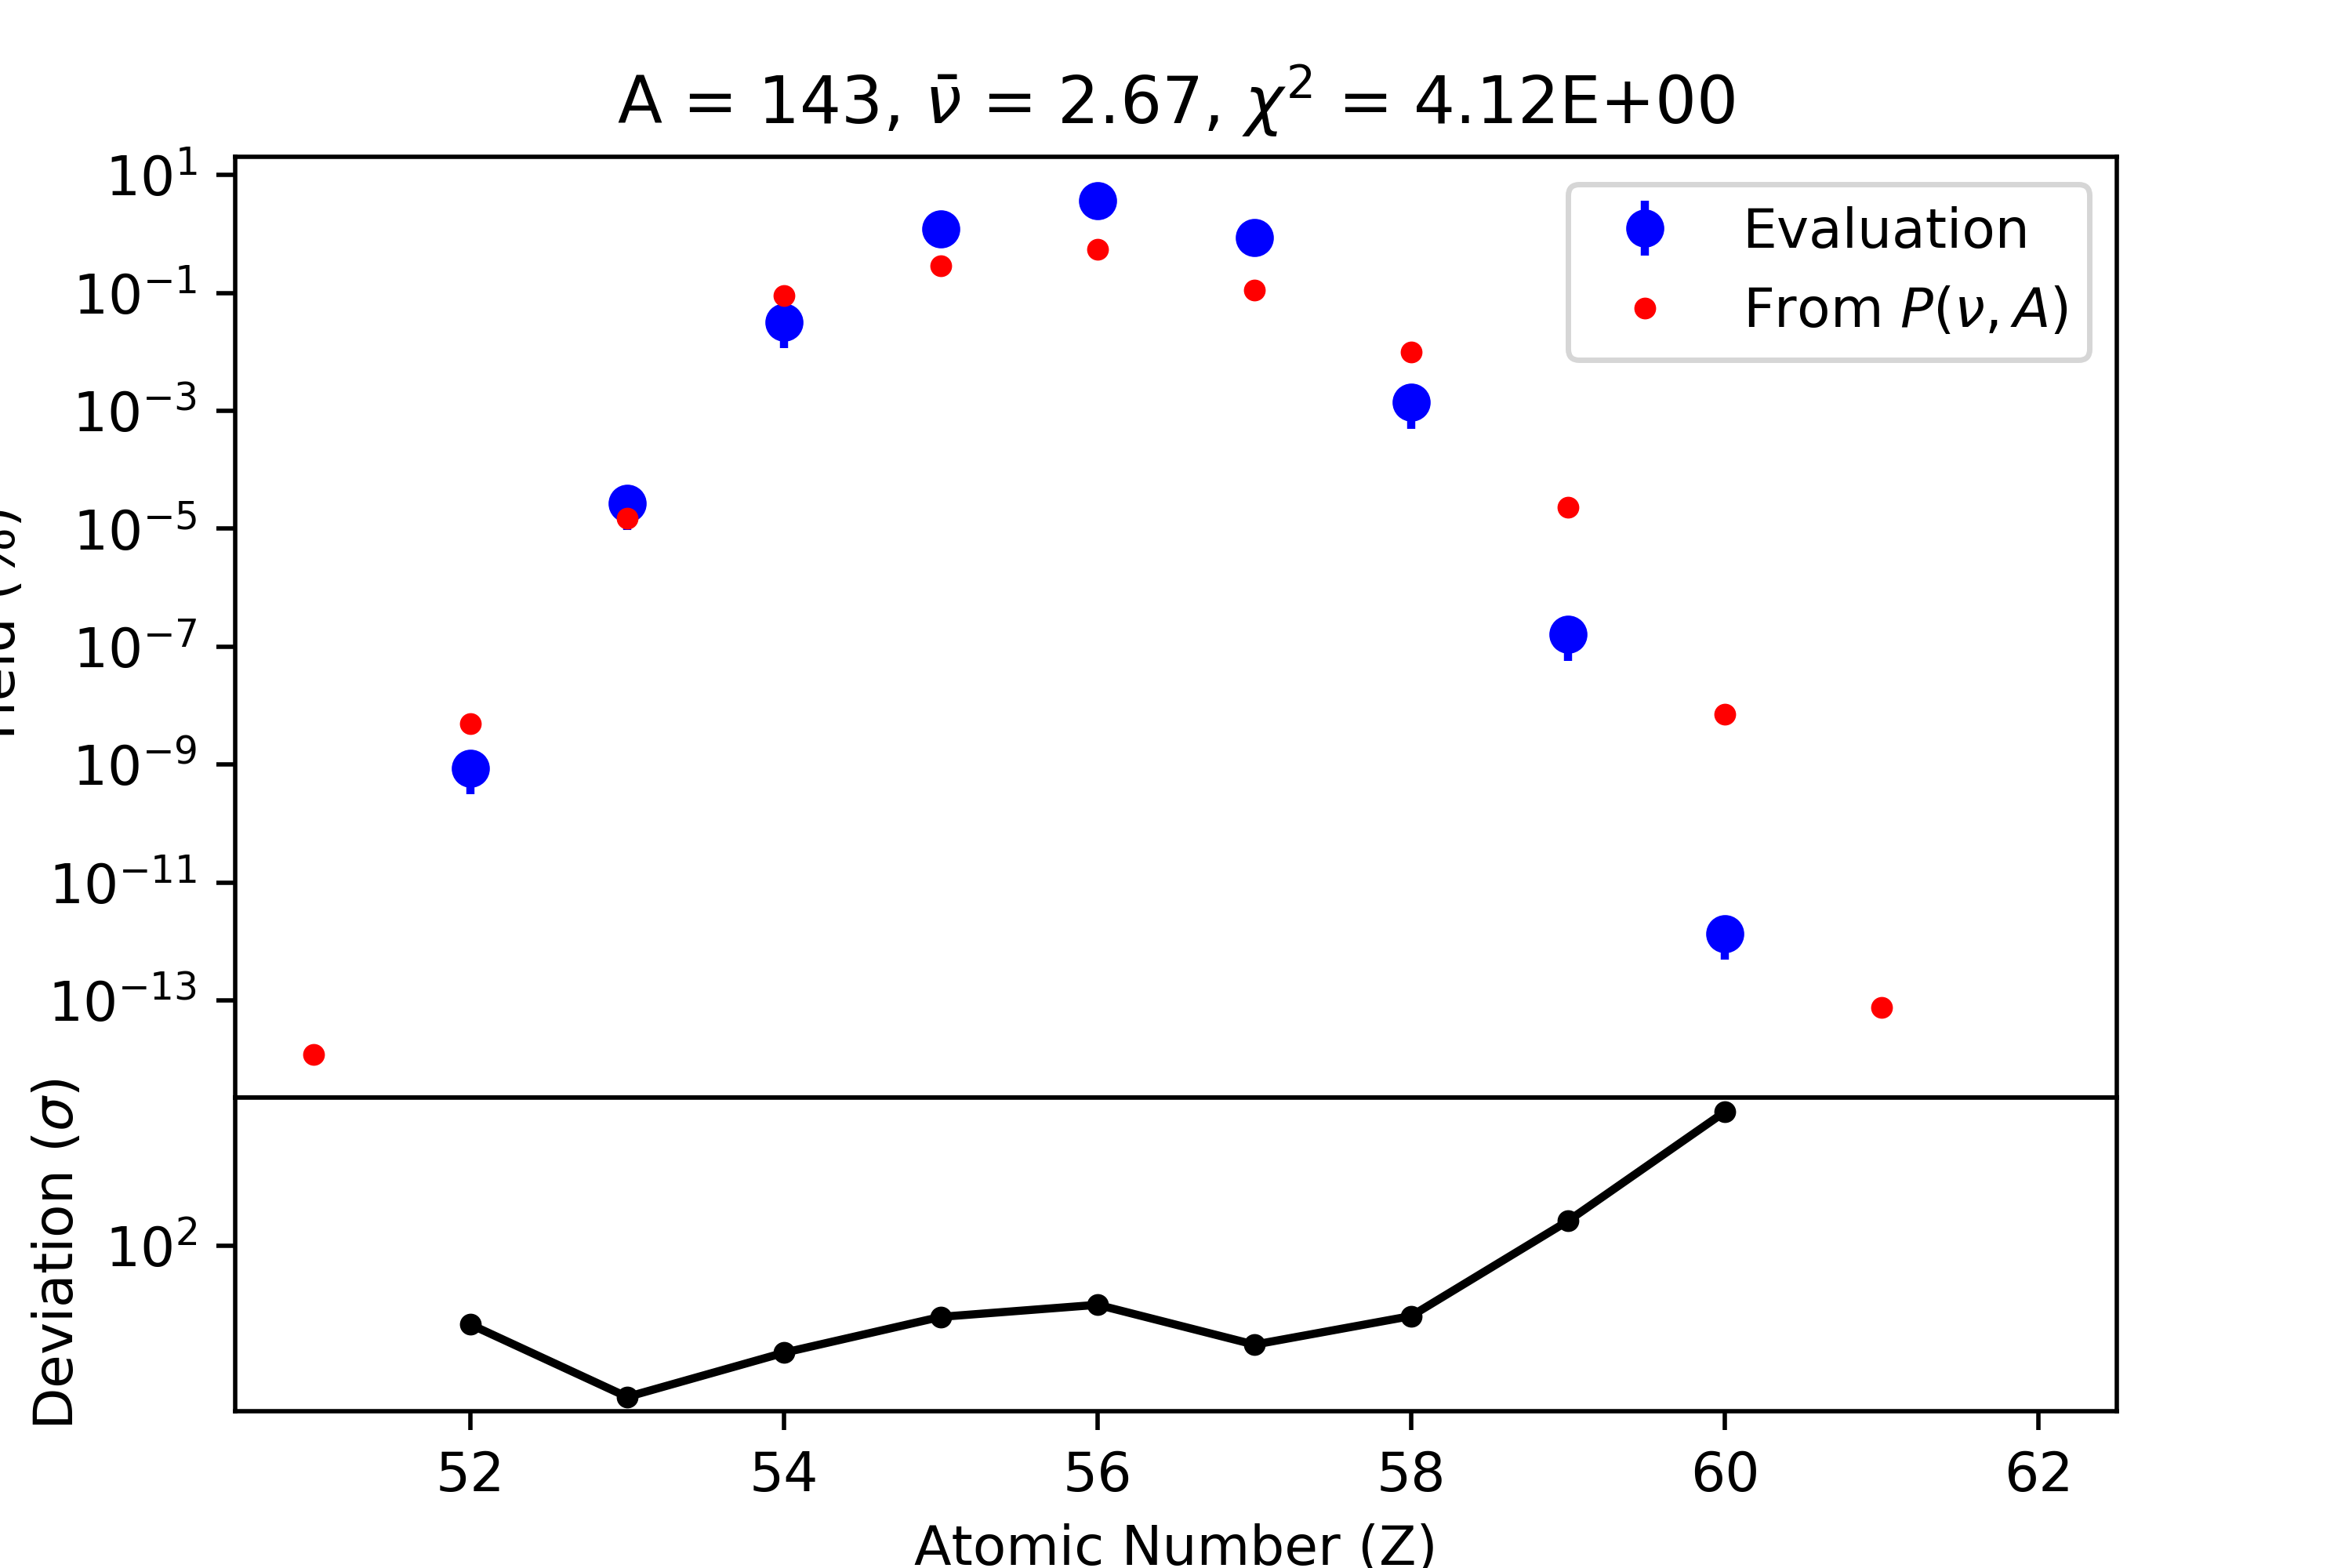 A = 143, ν̄ = 2.67, χ² = 4.12E+00
10¹
10⁻¹
10⁻³
10⁻⁵
10⁻⁷
10⁻⁹
10⁻¹¹
10⁻¹³
Evaluation
From P(ν, A)
(%)
Deviation (σ)
10²
52 54 56 58 60 62
Atomic Number (Z)